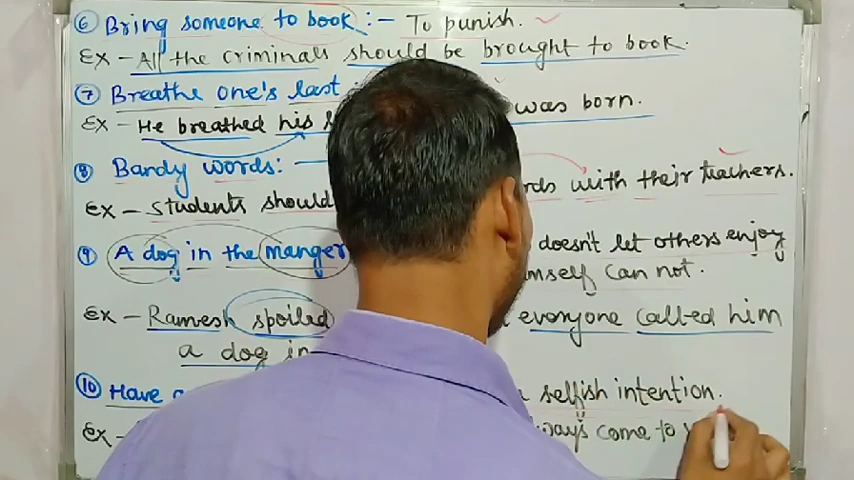 ⑥ Bring someone to book :- To punish.
Ex - All the criminals should be brought to book.
⑦ Breathe one's last was born.
Ex - He breathed his
⑧ Bandy words: - with their teachers.
Ex - Students should
⑨ A dog in the manger doesn't let others enjoy
can not.
Ex - Ramesh spoiled everyone called him
a dog in
⑩ Have selfish intention.
Ex - come to